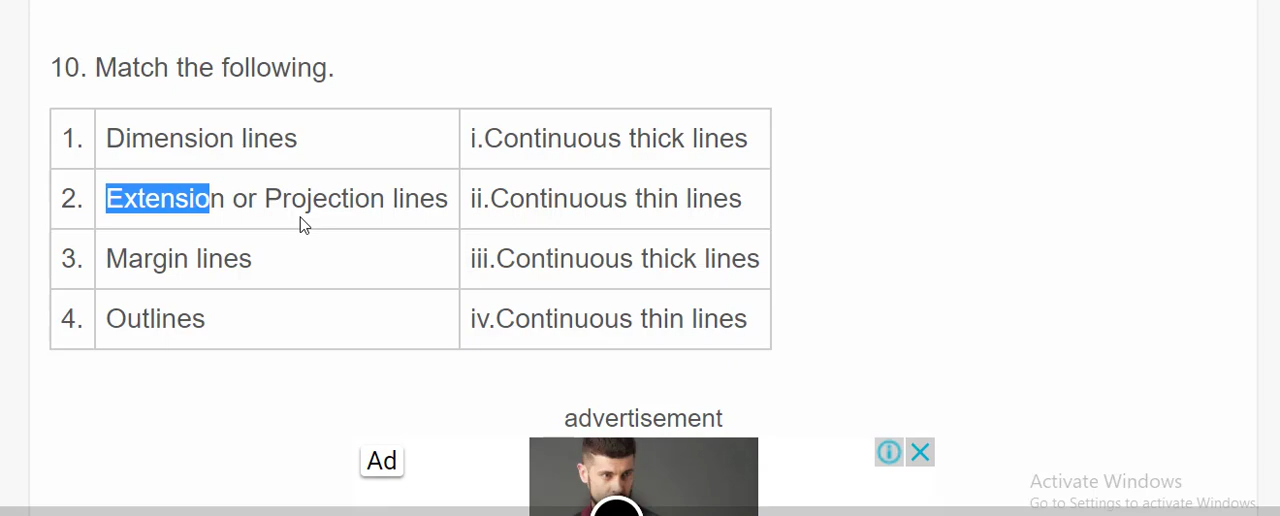 10. Match the following.
1. Dimension lines i.Continuous thick lines
2. Extension or Projection lines ii.Continuous thin lines
3. Margin lines iii.Continuous thick lines
4. Outlines iv.Continuous thin lines
advertisement
Ad
Activate Windows
Go to Settings to activate Windows.